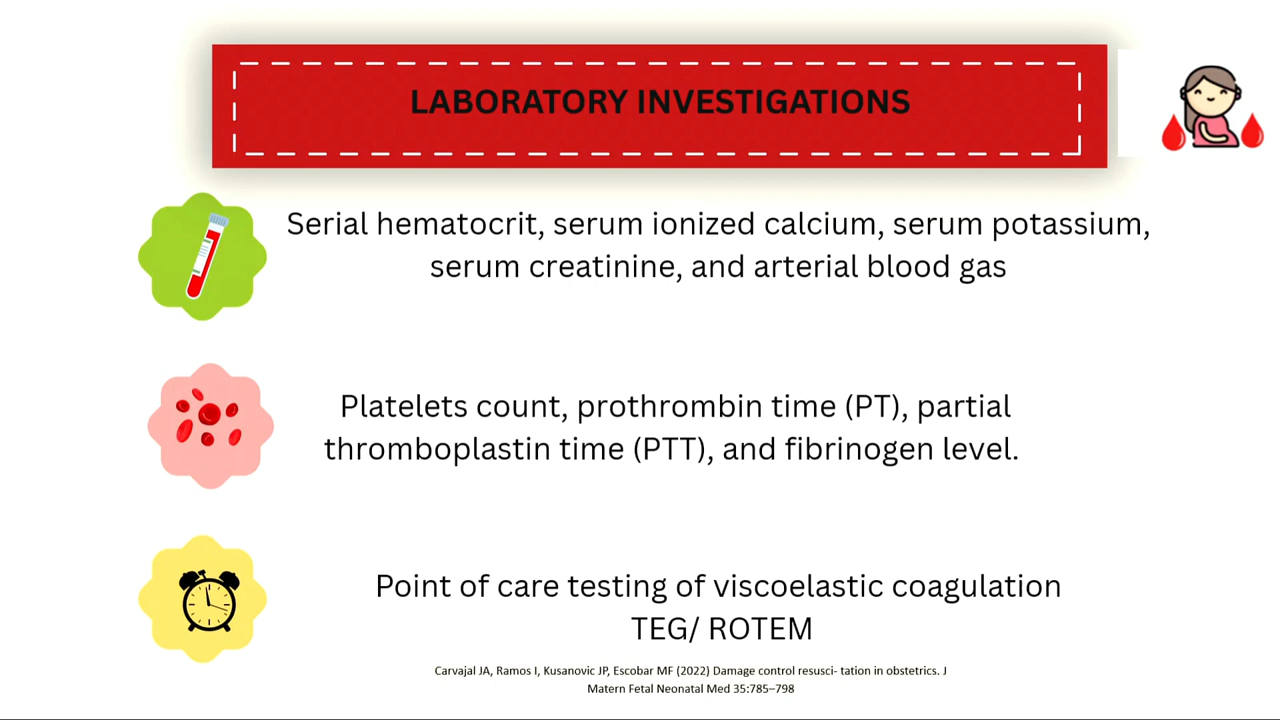 LABORATORY INVESTIGATIONS
Serial hematocrit, serum ionized calcium, serum potassium,
serum creatinine, and arterial blood gas
Platelets count, prothrombin time (PT), partial
thromboplastin time (PTT), and fibrinogen level.
Point of care testing of viscoelastic coagulation
TEG/ ROTEM
Carvajal JA, Ramos I, Kusanovic JP, Escobar MF (2022) Damage control resusci- tation in obstetrics. J
Matern Fetal Neonatal Med 35:785–798